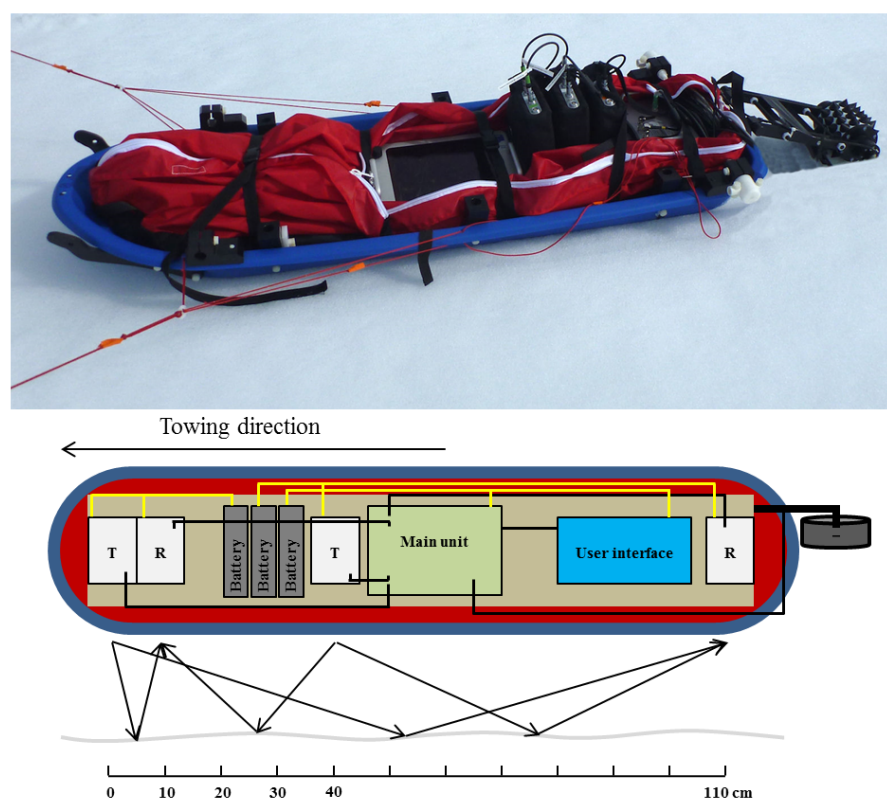 Towing direction
T
R
Battery
Battery
Battery
T
Main unit
User interface
R
0 10 20 30 40 110 cm